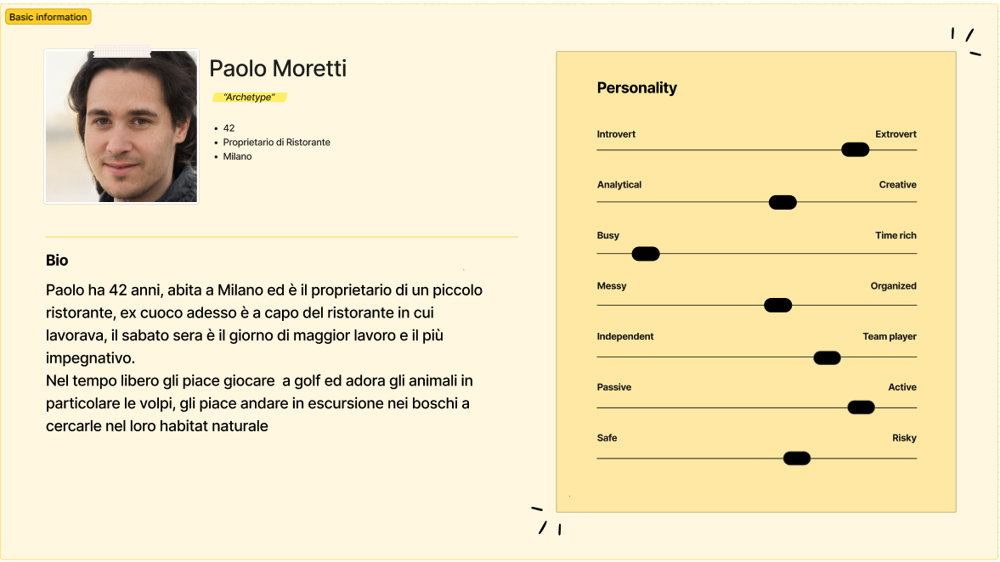 Basic information
Paolo Moretti
“Archetype”
• 42
• Proprietario di Ristorante
• Milano
Bio
Paolo ha 42 anni, abita a Milano ed è il proprietario di un piccolo
ristorante, ex cuoco adesso è a capo del ristorante in cui
lavorava, il sabato sera è il giorno di maggior lavoro e il più
impegnativo.
Nel tempo libero gli piace giocare  a golf ed adora gli animali in
particolare le volpi, gli piace andare in escursione nei boschi a
cercarle nel loro habitat naturale
Personality
Introvert Extrovert
Analytical Creative
Busy Time rich
Messy Organized
Independent Team player
Passive Active
Safe Risky